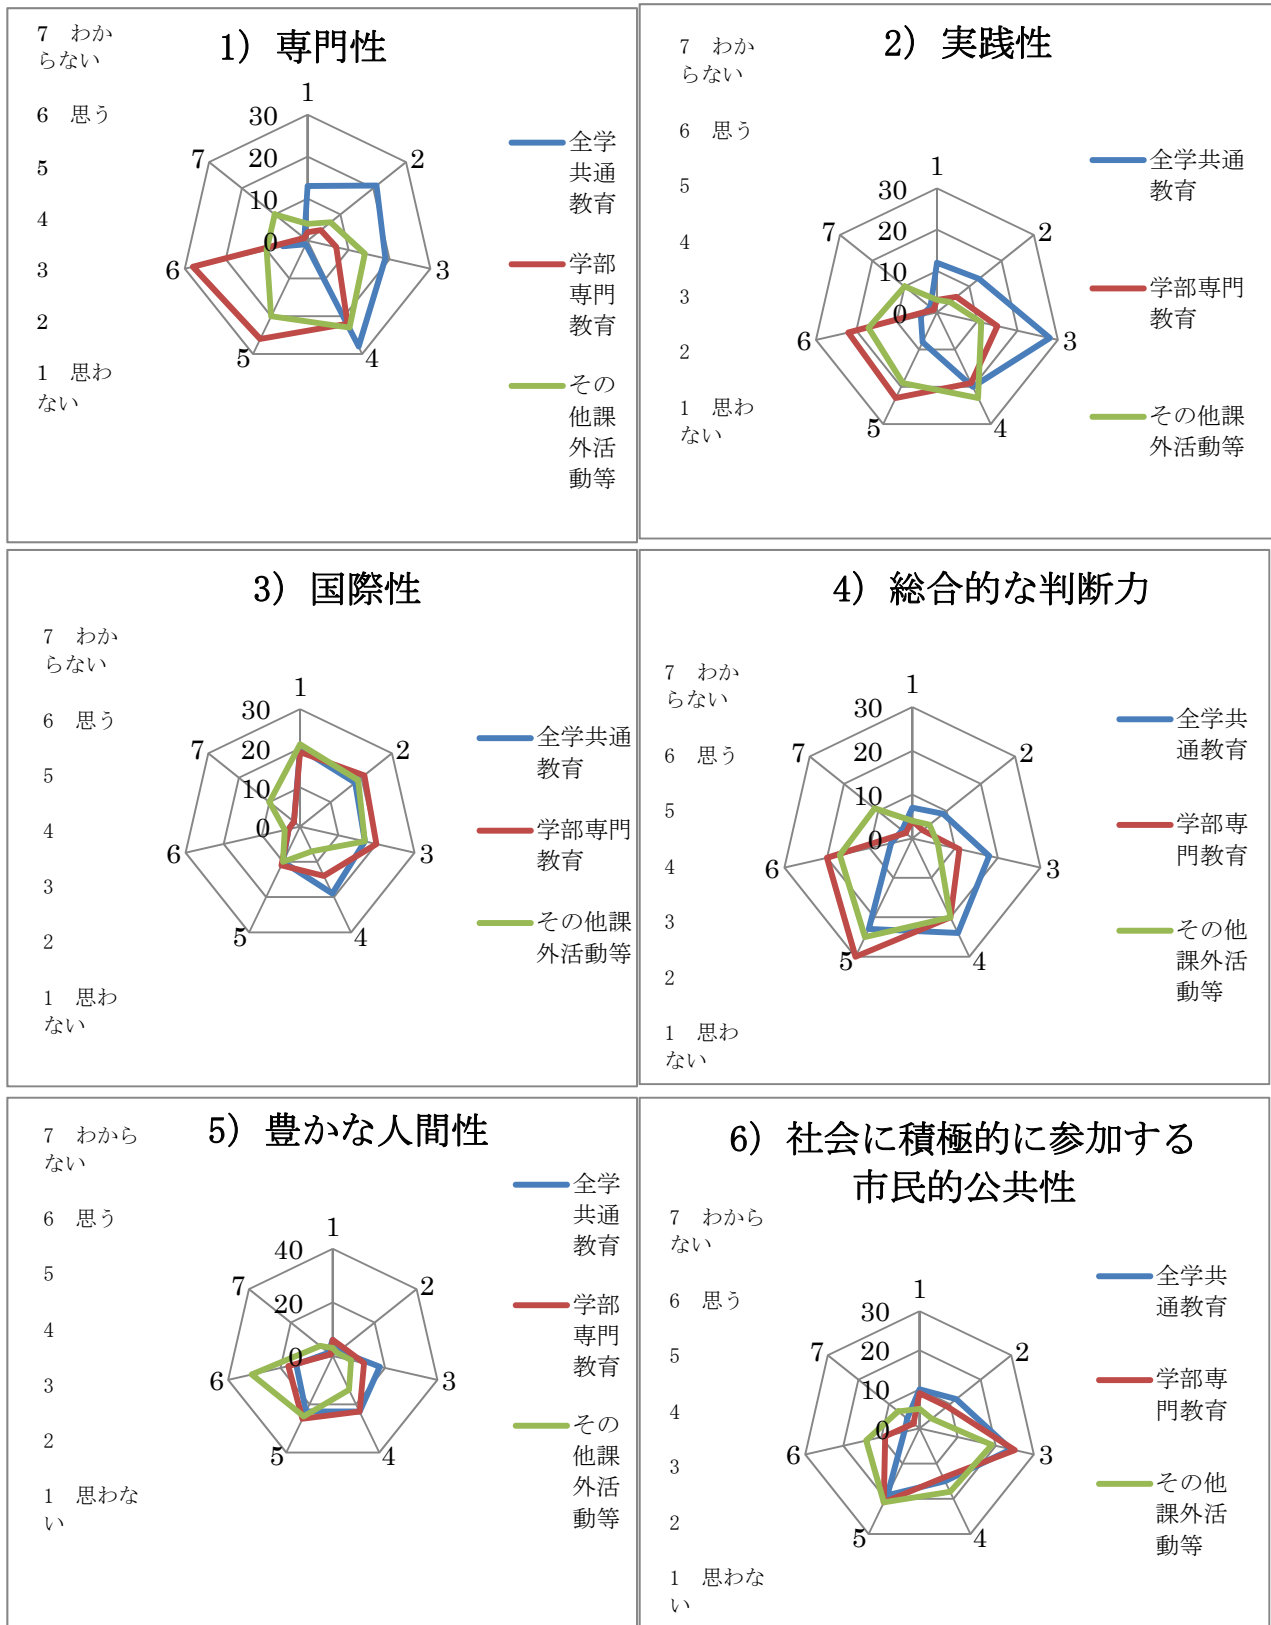 1）専門性
7　わか
らない
6　思う
5
4
3
2
1　思わ
ない
1
2
3
4
5
6
7
30
20
10
0
全学
共通
教育
学部
専門
教育
その
他課
外活
動等
2）実践性
7　わか
らない
6　思う
5
4
3
2
1　思わ
ない
1
2
3
4
5
6
7
30
20
10
0
全学共通
教育
学部専門
教育
その他課
外活動等
3）国際性
7　わか
らない
6　思う
5
4
3
2
1　思わ
ない
1
2
3
4
5
6
7
30
20
10
0
全学共通
教育
学部専門
教育
その他課
外活動等
4）総合的な判断力
7　わか
らない
6　思う
5
4
3
2
1　思わ
ない
1
2
3
4
5
6
7
30
20
10
0
全学共
通教育
学部専
門教育
その他
課外活
動等
5）豊かな人間性
7　わから
ない
6　思う
5
4
3
2
1　思わな
い
1
2
3
4
5
6
7
40
20
0
全学
共通
教育
学部
専門
教育
その
他課
外活
動等
6）社会に積極的に参加する
市民的公共性
7　わから
ない
6　思う
5
4
3
2
1　思わな
い
1
2
3
4
5
6
7
30
20
10
0
全学共
通教育
学部専
門教育
その他
課外活
動等